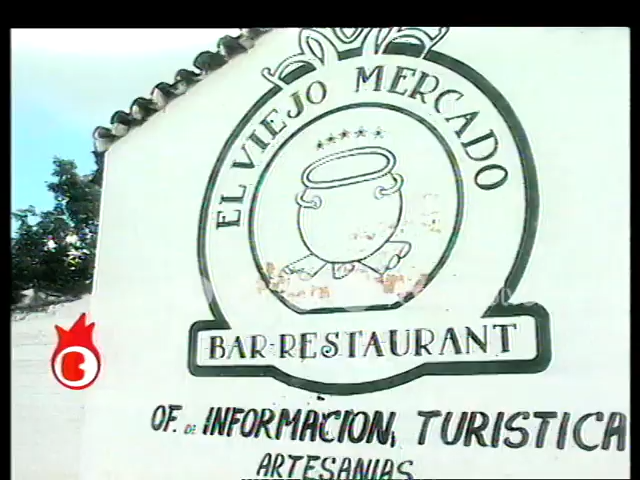 EL VIEJO MERCADO
BAR-RESTAURANT
OF. DE INFORMACION, TURISTICA
ARTESANIAS